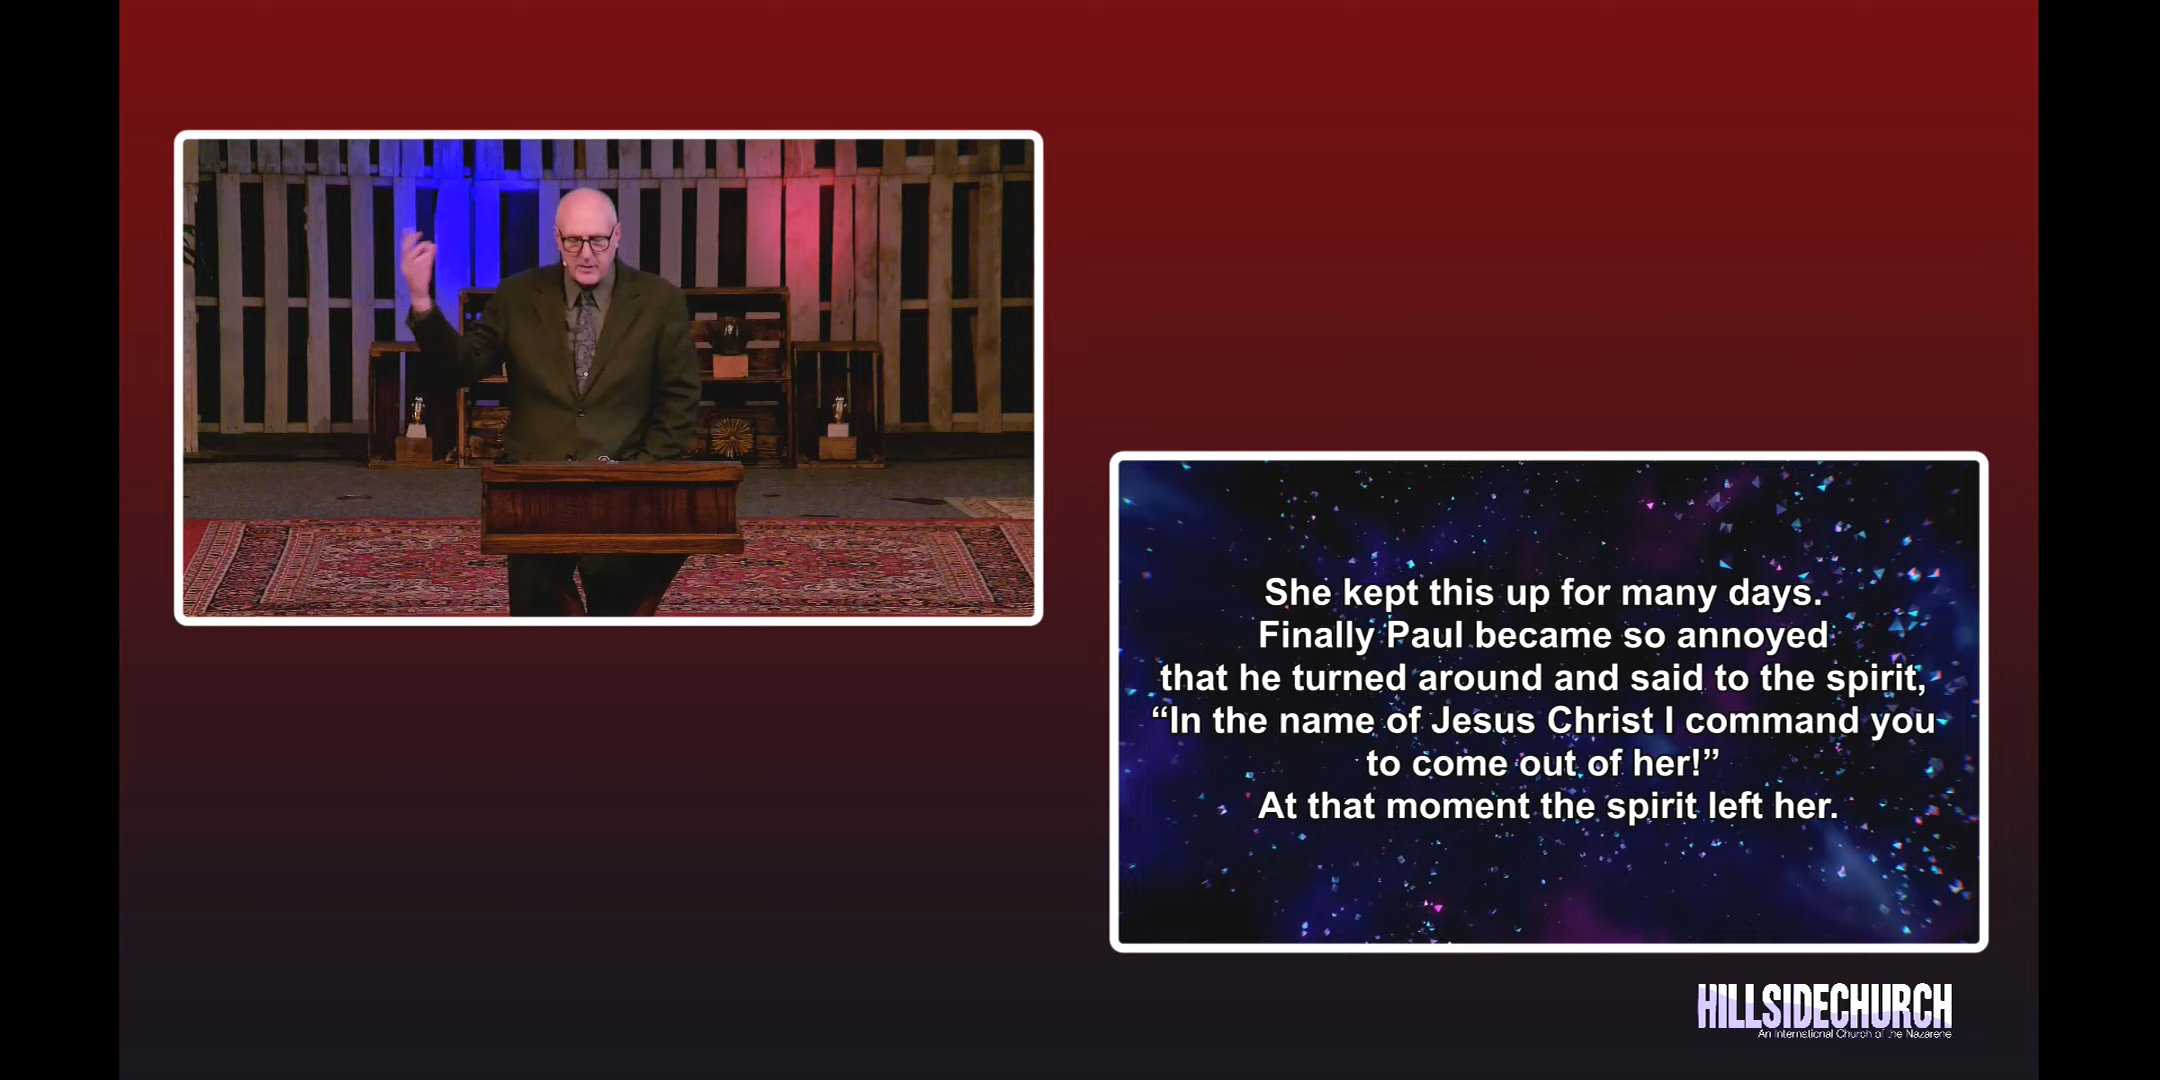 She kept this up for many days.
Finally Paul became so annoyed
that he turned around and said to the spirit,
“In the name of Jesus Christ I command you
to come out of her!”
At that moment the spirit left her.
HILLSIDECHURCH
An International Church of the Nazarene